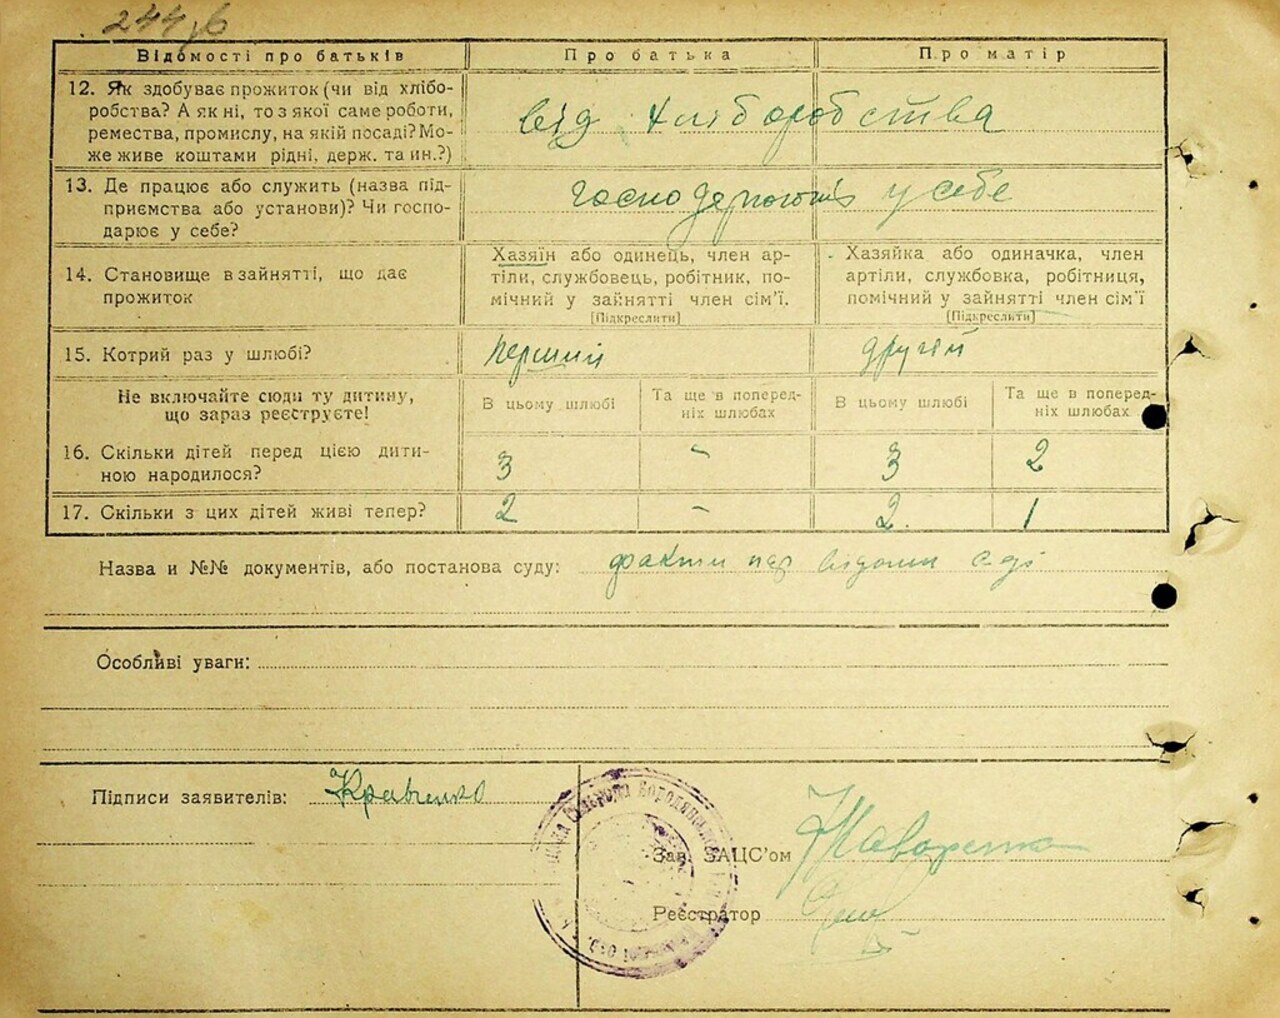 244 зв
Відомості про батьків
Про батька
Про матір
12. Як здобуває прожиток (чи від хлібо-
робства? А як ні, то з якої саме роботи,
ремества, промислу, на якій посаді? Мо-
же живе коштами рідні, держ. та ин.?)
від хліборобства
13. Де працює або служить (назва під-
приємства або установи)? Чи госпо-
дарює у себе?
у себе
14. Становище в зайнятті, що дає
прожиток
Хазяїн або одинець, член ар-
тіли, службовець, робітник, по-
мічний у зайнятті член сім'ї.
[Підкреслити]
Хазяйка або одиначка, член
артіли, службовка, робітниця,
помічний у зайнятті член сім'ї
[Підкреслити]
15. Котрий раз у шлюбі?
перший
другий
Не включайте сюди ту дитину,
що зараз реєструєте!
В цьому шлюбі
Та ще в поперед-
ніх шлюбах
В цьому шлюбі
Та ще в поперед-
ніх шлюбах
16. Скільки дітей перед цією дити-
ною народилося?
3
-
3
2
17. Скільки з цих дітей живі тепер?
2
-
2
1
Назва и №№ документів, або постанова суду: факти
Особливі уваги:
Підписи заявителів: Кравченко
Зав. ЗАЦС'ом
Реєстратор